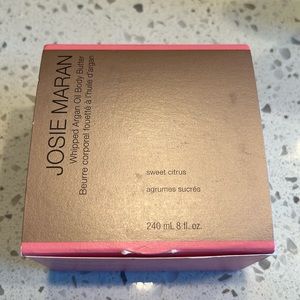 JOSIE MARAN
Whipped Argan Oil Body Butter
Beurre corporel fouetté à l'huile d'argan
sweet citrus
agrumes sucrés
240 mL 8 fl. oz.